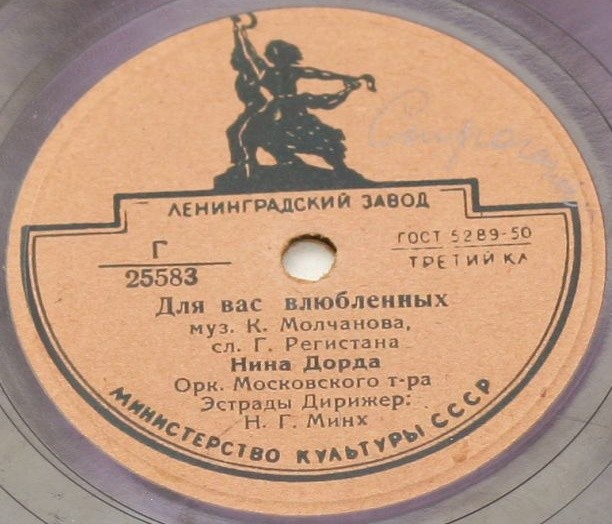 ЛЕНИНГРАДСКИЙ ЗАВОД
Г
25583
ГОСТ 5289-50
ТРЕТИЙ КЛ
Для вас влюбленных
муз. К. Молчанова,
сл. Г. Регистана
Нина Дорда
Орк. Московского т-ра
Эстрады Дирижер:
Н. Г. Минх
МИНИСТЕРСТВО КУЛЬТУРЫ СССР